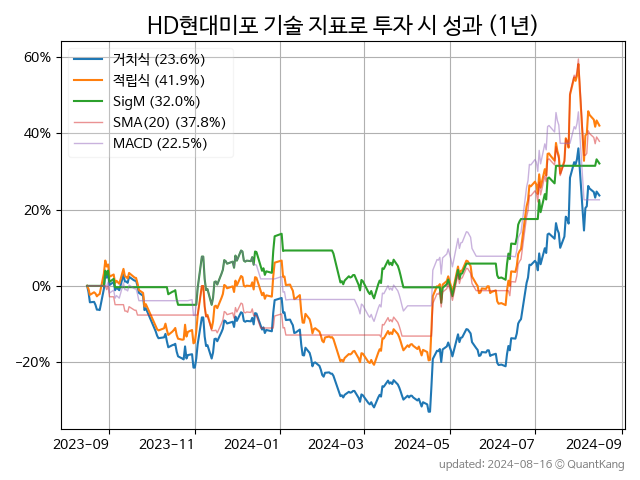 HD현대미포 기술 지표로 투자 시 성과 (1년)
거치식 (23.6%)
적립식 (41.9%)
SigM (32.0%)
SMA(20) (37.8%)
MACD (22.5%)
60%
40%
20%
0%
−20%
2023-09 2023-11 2024-01 2024-03 2024-05 2024-07 2024-09
updated: 2024-08-16 © QuantKang